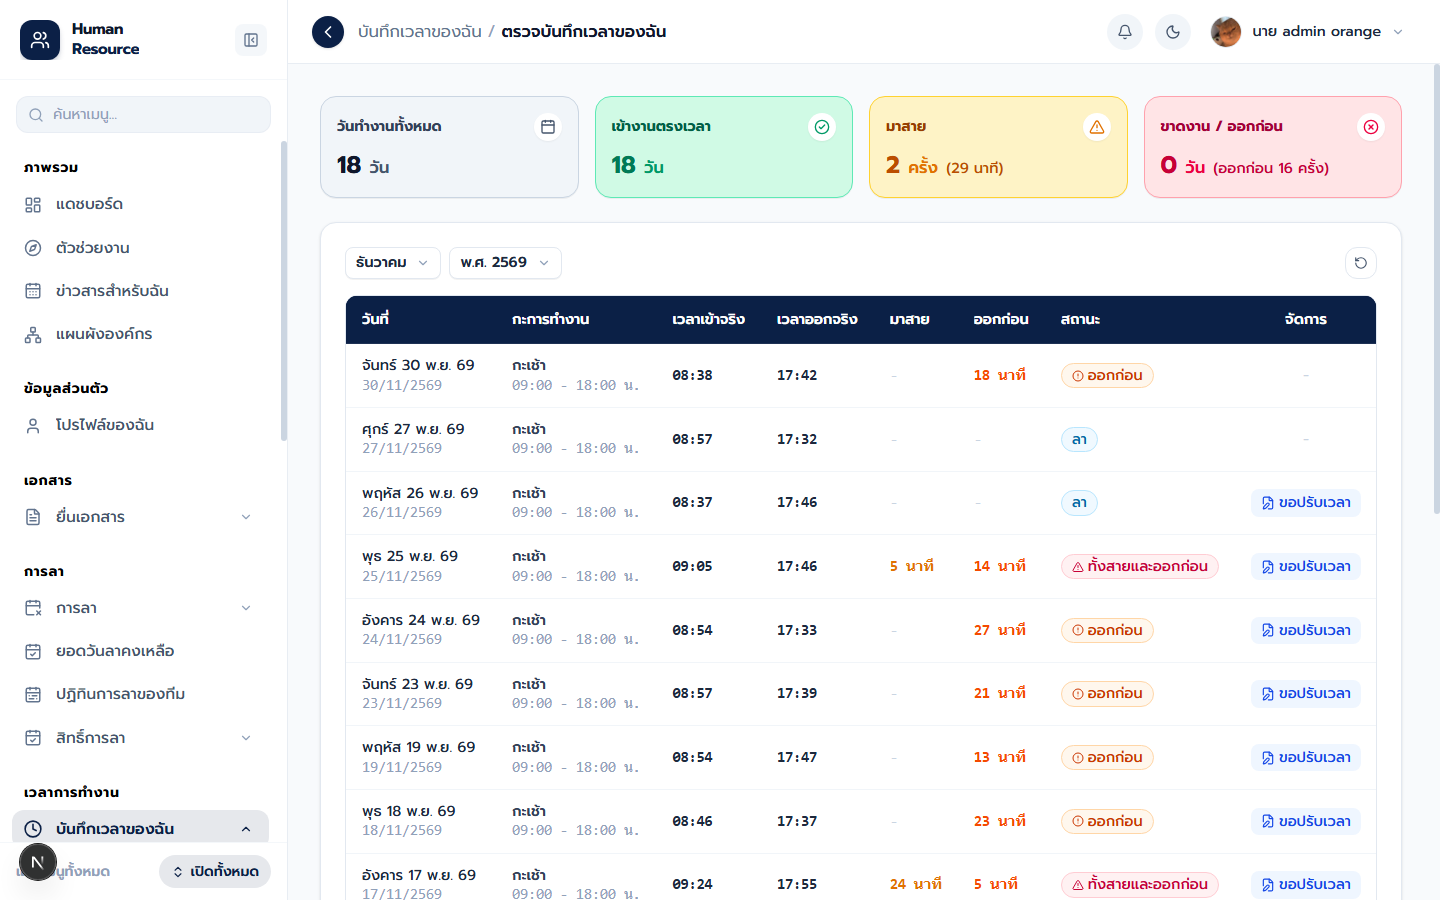 Human
Resource
บันทึกเวลาของฉัน / ตรวจบันทึกเวลาของฉัน
นาย admin orange
ค้นหาเมนู...
ภาพรวม
แดชบอร์ด
ตัวช่วยงาน
ข่าวสารสำหรับฉัน
แผนผังองค์กร
ข้อมูลส่วนตัว
โปรไฟล์ของฉัน
เอกสาร
ยื่นเอกสาร
การลา
การลา
ยอดวันลาคงเหลือ
ปฏิทินการลาของทีม
สิทธิ์การลา
เวลาการทำงาน
บันทึกเวลาของฉัน
N
นูทั้งหมด
เปิดทั้งหมด
วันทำงานทั้งหมด
18 วัน
เข้างานตรงเวลา
18 วัน
มาสาย
2 ครั้ง (29 นาที)
ขาดงาน / ออกก่อน
0 วัน (ออกก่อน 16 ครั้ง)
ธันวาคม
พ.ศ. 2569
วันที่ กะการทำงาน เวลาเข้าจริง เวลาออกจริง มาสาย ออกก่อน สถานะ จัดการ
จันทร์ 30 พ.ย. 69 กะเช้า
30/11/2569 09:00 - 18:00 น. 08:38 17:42 - 18 นาที ออกก่อน -
ศุกร์ 27 พ.ย. 69 กะเช้า
27/11/2569 09:00 - 18:00 น. 08:57 17:32 - - ลา -
พฤหัส 26 พ.ย. 69 กะเช้า
26/11/2569 09:00 - 18:00 น. 08:37 17:46 - - ลา ขอปรับเวลา
พุธ 25 พ.ย. 69 กะเช้า
25/11/2569 09:00 - 18:00 น. 09:05 17:46 5 นาที 14 นาที ทั้งสายและออกก่อน ขอปรับเวลา
อังคาร 24 พ.ย. 69 กะเช้า
24/11/2569 09:00 - 18:00 น. 08:54 17:33 - 27 นาที ออกก่อน ขอปรับเวลา
จันทร์ 23 พ.ย. 69 กะเช้า
23/11/2569 09:00 - 18:00 น. 08:57 17:39 - 21 นาที ออกก่อน ขอปรับเวลา
พฤหัส 19 พ.ย. 69 กะเช้า
19/11/2569 09:00 - 18:00 น. 08:54 17:47 - 13 นาที ออกก่อน ขอปรับเวลา
พุธ 18 พ.ย. 69 กะเช้า
18/11/2569 09:00 - 18:00 น. 08:46 17:37 - 23 นาที ออกก่อน ขอปรับเวลา
อังคาร 17 พ.ย. 69 กะเช้า
17/11/2569 09:00 - 18:00 น. 09:24 17:55 24 นาที 5 นาที ทั้งสายและออกก่อน ขอปรับเวลา